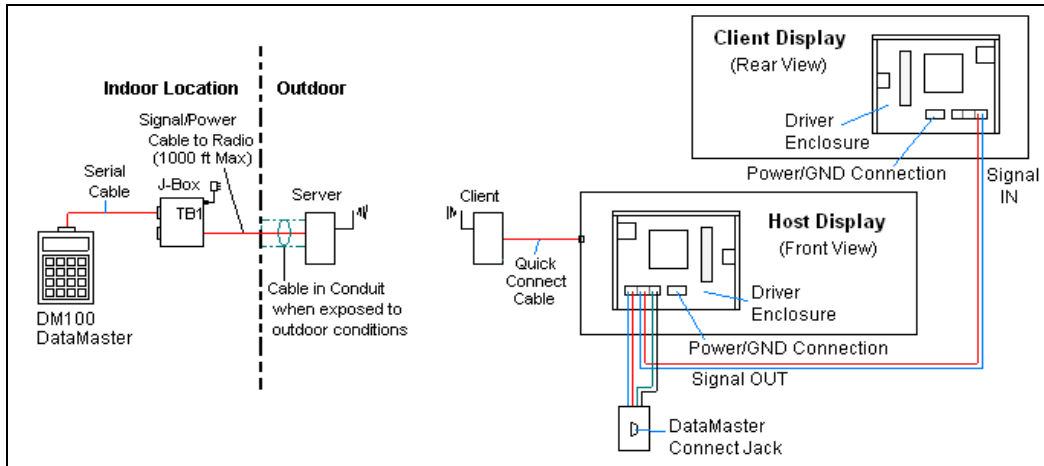 Client Display
(Rear View)
Driver
Enclosure
Power/GND Connection
Signal
IN
Indoor Location
Outdoor
Signal/Power
Cable to Radio
(1000 ft Max)
Serial
Cable
J-Box
TB1
Server
Client
Cable in Conduit
when exposed to
outdoor conditions
DM100
DataMaster
Quick
Connect
Cable
Host Display
(Front View)
Driver
Enclosure
Power/GND Connection
Signal OUT
DataMaster
Connect Jack